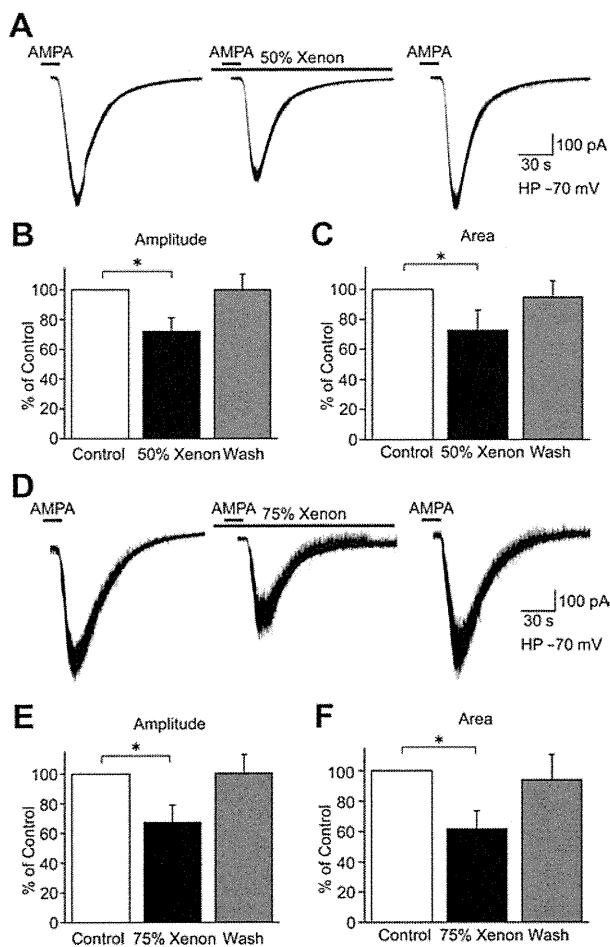 A
AMPA
AMPA 50% Xenon
AMPA
100 pA
30 s
HP –70 mV
B
Amplitude
*
% of Control
100
80
60
40
20
0
Control 50% Xenon Wash
C
Area
*
% of Control
100
80
60
40
20
0
Control 50% Xenon Wash
D
AMPA
AMPA 75% Xenon
AMPA
100 pA
30 s
HP –70 mV
E
Amplitude
*
% of Control
100
80
60
40
20
0
Control 75% Xenon Wash
F
Area
*
% of Control
100
80
60
40
20
0
Control 75% Xenon Wash